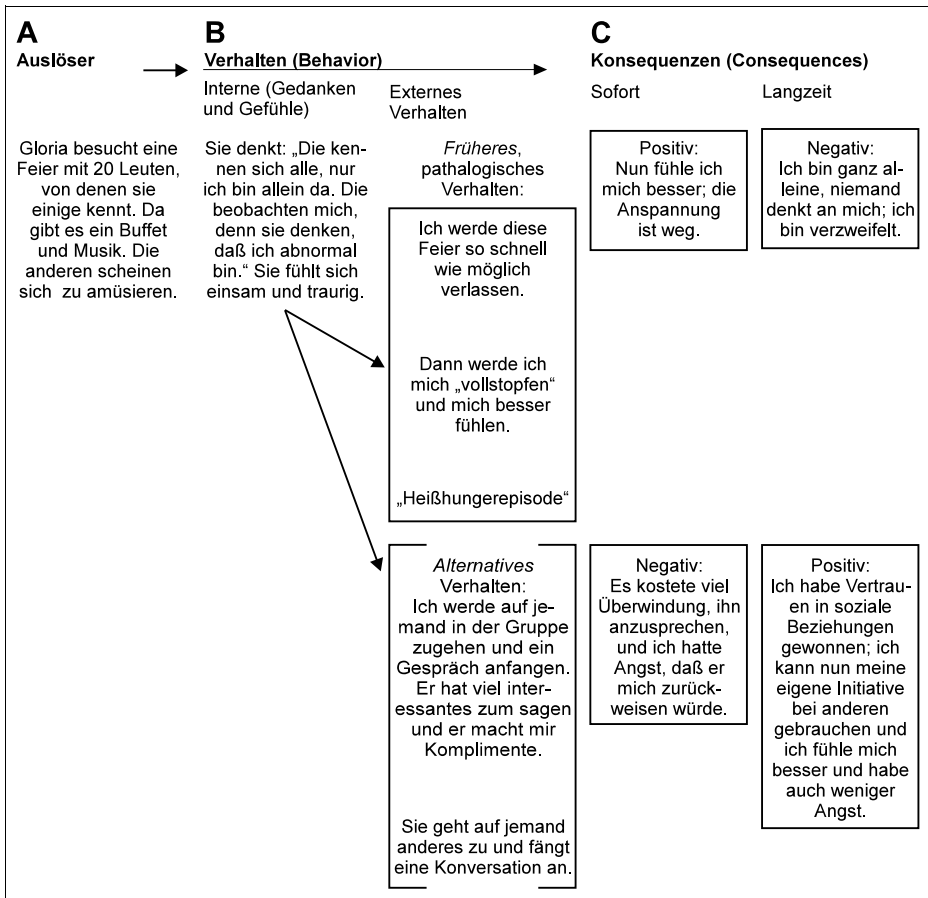 A
Auslöser
B
Verhalten (Behavior)
C
Konsequenzen (Consequences)
Interne (Gedanken
und Gefühle)
Externes
Verhalten
Sofort
Langzeit
Gloria besucht eine
Feier mit 20 Leuten,
von denen sie
einige kennt. Da
gibt es ein Buffet
und Musik. Die
anderen scheinen
sich zu amüsieren.
Sie denkt: „Die ken-
nen sich alle, nur
ich bin allein da. Die
beobachten mich,
denn sie denken,
daß ich abnormal
bin.“ Sie fühlt sich
einsam und traurig.
Früheres,
pathalogisches
Verhalten:
Ich werde diese
Feier so schnell
wie möglich
verlassen.
Dann werde ich
mich „vollstopfen“
und mich besser
fühlen.
„Heißhungerepisode“
Positiv:
Nun fühle ich
mich besser; die
Anspannung
ist weg.
Negativ:
Ich bin ganz al-
leine, niemand
denkt an mich; ich
bin verzweifelt.
Alternatives
Verhalten:
Ich werde auf je-
mand in der Gruppe
zugehen und ein
Gespräch anfangen.
Er hat viel inter-
essantes zum sagen
und er macht mir
Komplimente.
Sie geht auf jemand
anderes zu und fängt
eine Konversation an.
Negativ:
Es kostete viel
Überwindung, ihn
anzusprechen,
und ich hatte
Angst, daß er
mich zurück-
weisen würde.
Positiv:
Ich habe Vertrau-
en in soziale
Beziehungen
gewonnen; ich
kann nun meine
eigene Initiative
bei anderen
gebrauchen und
ich fühle mich
besser und habe
auch weniger
Angst.